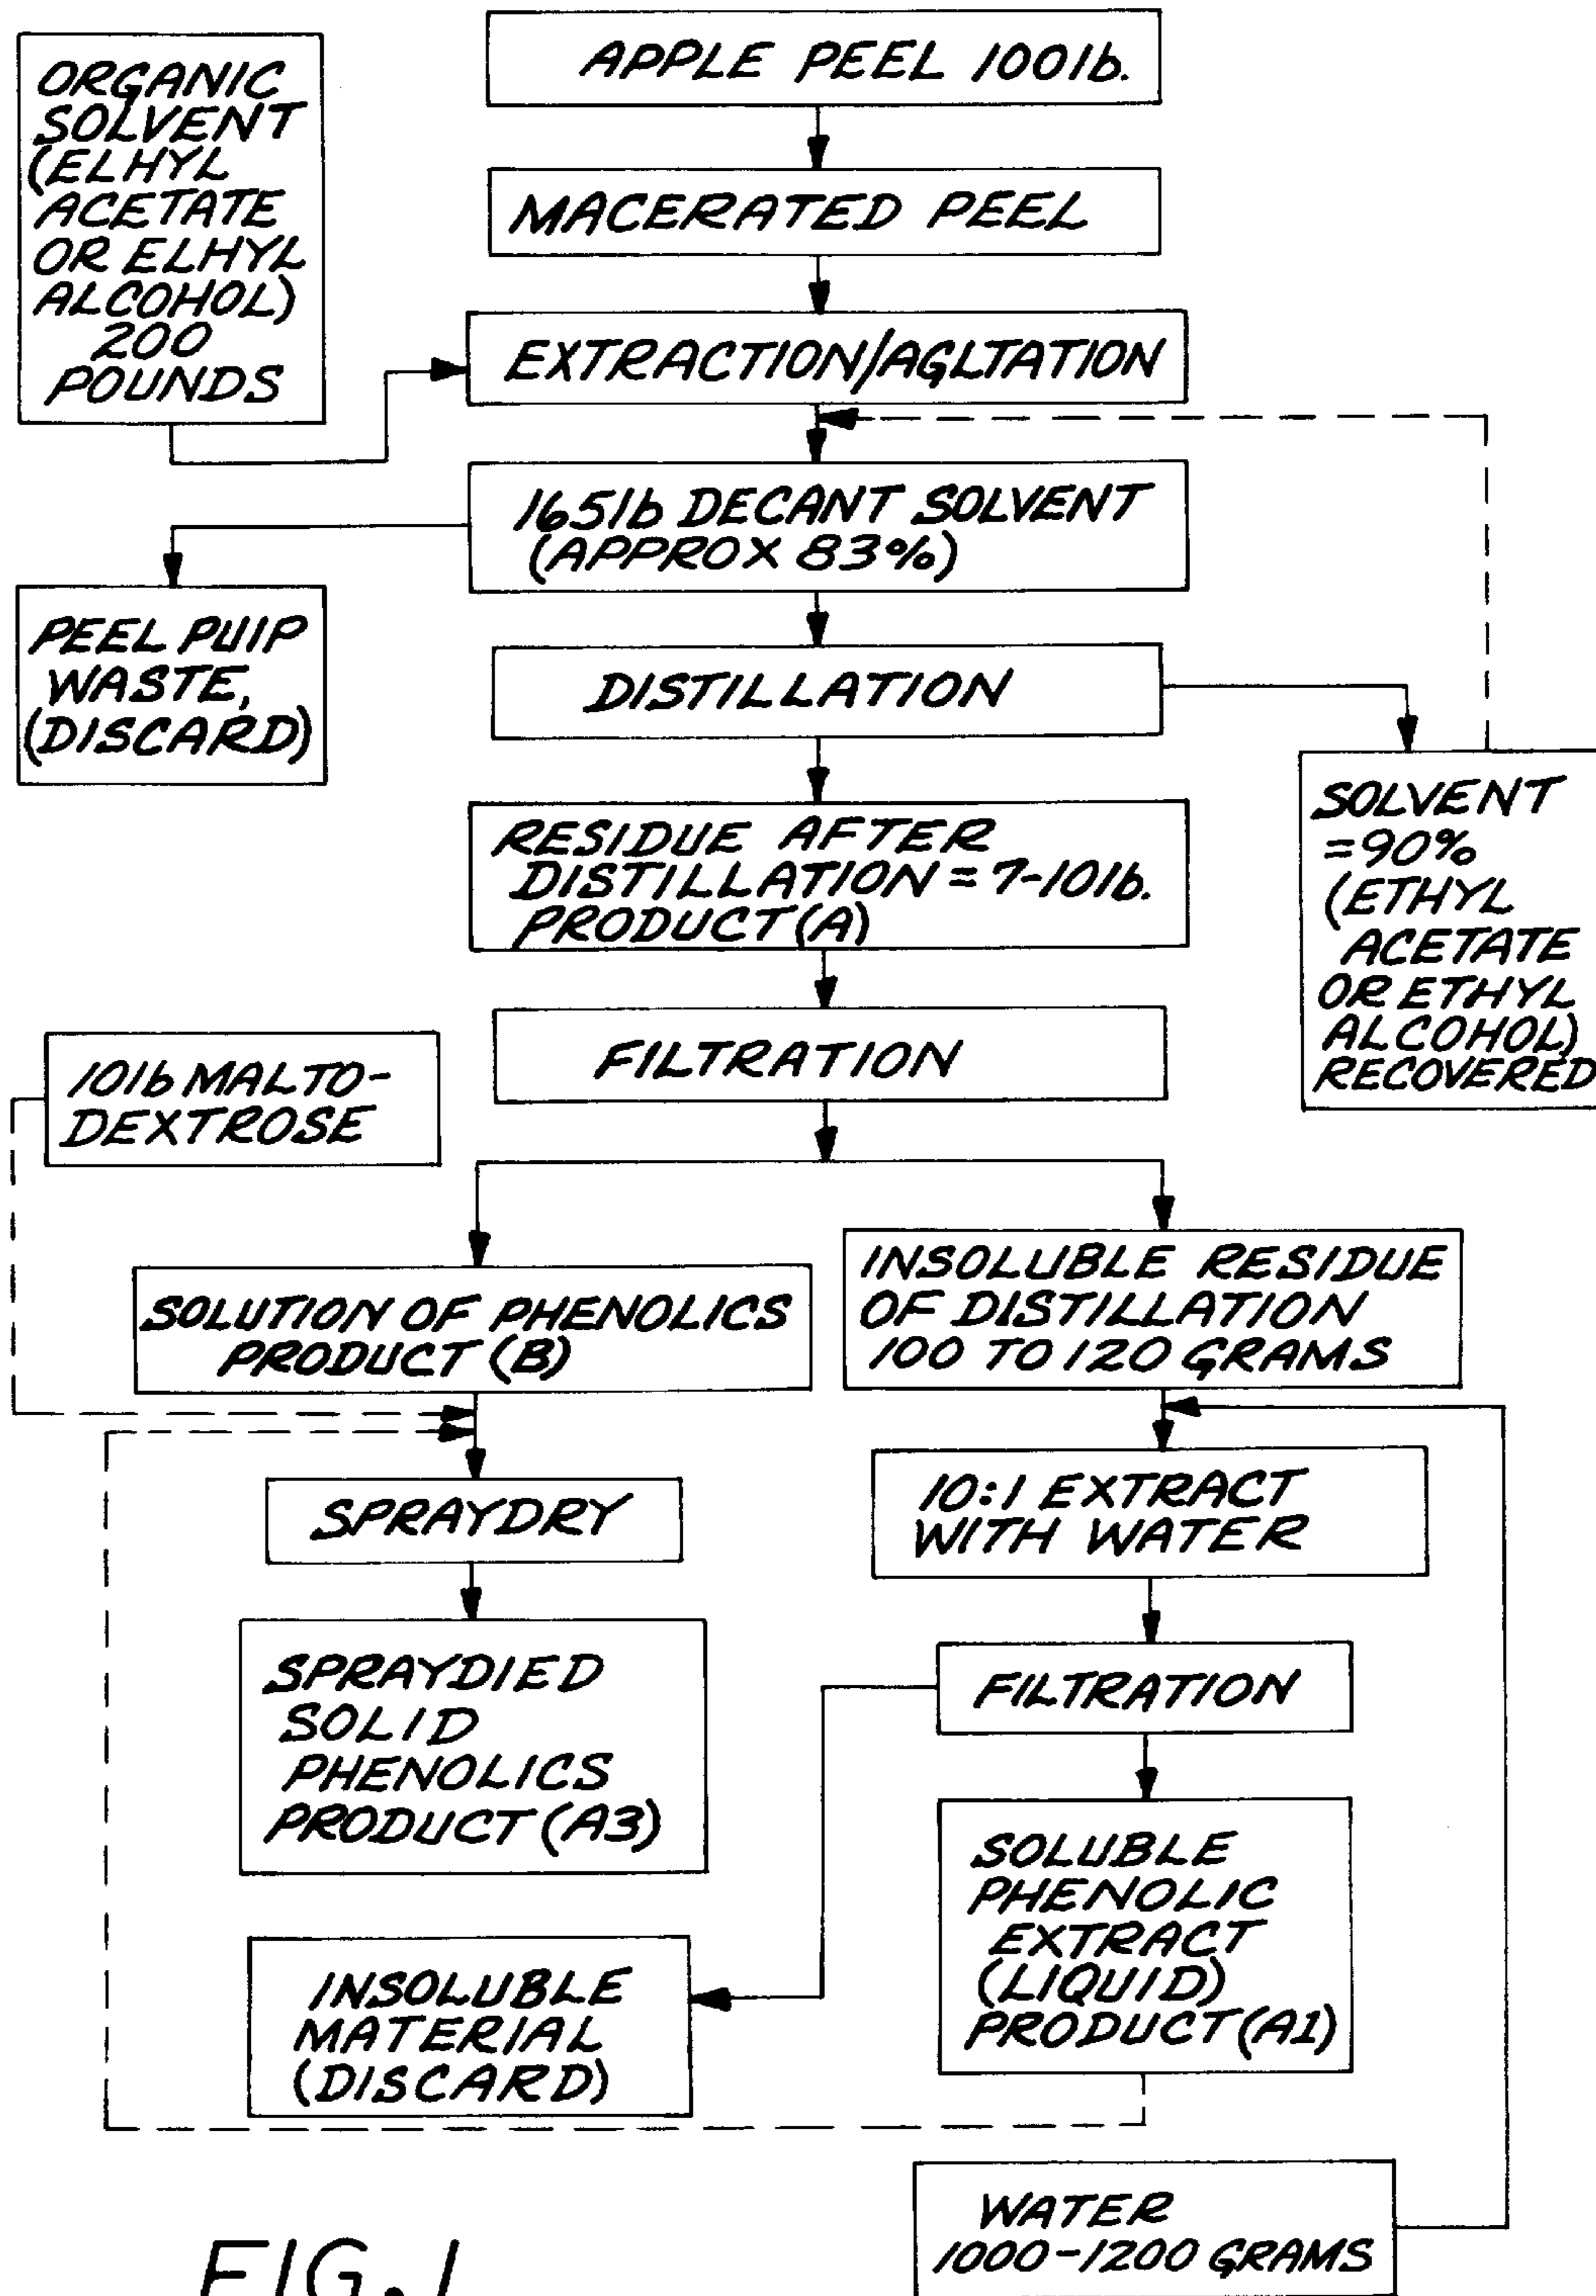 APPLE PEEL 100lb.
ORGANIC
SOLVENT
(ELHYL
ACETATE
OR ELHYL
ALCOHOL)
200
POUNDS
MACERATED PEEL
EXTRACTION/AGLTATION
165lb DECANT SOLVENT
(APPROX 83%)
PEEL PUIP
WASTE,
(DISCARD)
DISTILLATION
SOLVENT
=90%
(ETHYL
ACETATE
OR ETHYL
ALCOHOL)
RECOVERED
RESIDUE AFTER
DISTILLATION = 7-10lb.
PRODUCT (A)
FILTRATION
10lb MALTO-
DEXTROSE
SOLUTION OF PHENOLICS
PRODUCT (B)
INSOLUBLE RESIDUE
OF DISTILLATION
100 TO 120 GRAMS
SPRAYDRY
10:1 EXTRACT
WITH WATER
SPRAYDIED
SOLID
PHENOLICS
PRODUCT (A3)
FILTRATION
SOLUBLE
PHENOLIC
EXTRACT
(LIQUID)
PRODUCT (A1)
INSOLUBLE
MATERIAL
(DISCARD)
WATER
1000-1200 GRAMS
FIG. 1